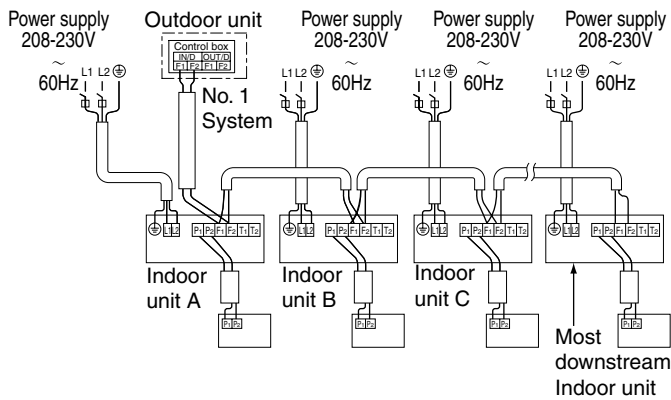 Power supply
208-230V
~
60Hz
L1 L2
Outdoor unit
Control box
IN/D OUT/D
F1 F2 F1 F2
No. 1
System
Power supply
208-230V
~
60Hz
L1 L2
Power supply
208-230V
~
60Hz
L1 L2
Power supply
208-230V
~
60Hz
L1 L2
L1 L2
P1 P2 F1 F2 T1 T2
L1 L2
P1 P2 F1 F2 T1 T2
L1 L2
P1 P2 F1 F2 T1 T2
L1 L2
P1 P2 F1 F2 T1 T2
Indoor
unit A
Indoor
unit B
Indoor
unit C
P1 P2
P1 P2
P1 P2
P1 P2
Most
downstream
Indoor unit